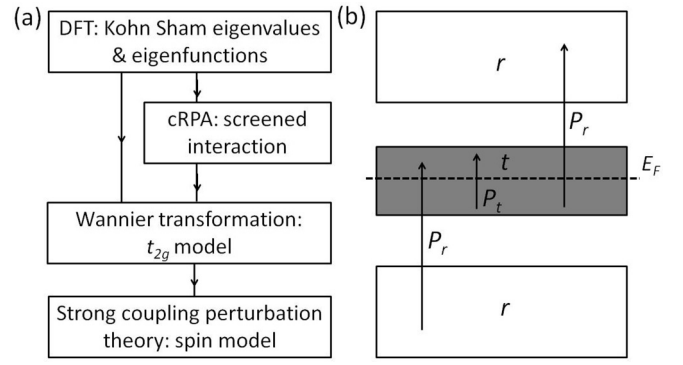 (a)
DFT: Kohn Sham eigenvalues
& eigenfunctions
cRPA: screened
interaction
Wannier transformation:
t2g model
Strong coupling perturbation
theory: spin model
(b)
r
Pr
t
EF
Pt
Pr
r